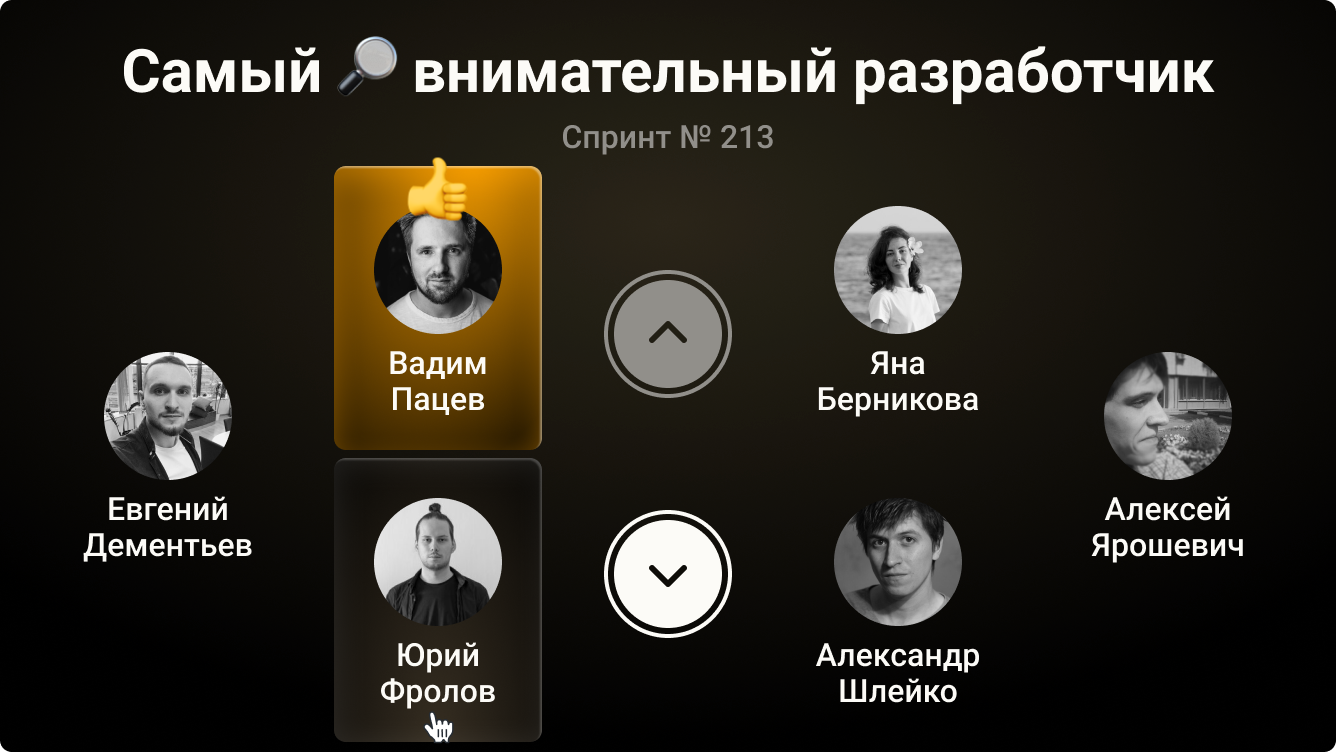 Самый 🔎 внимательный разработчик
Спринт № 213
Вадим
Пацев
Яна
Берникова
Евгений
Дементьев
Алексей
Ярошевич
Юрий
Фролов
Александр
Шлейко